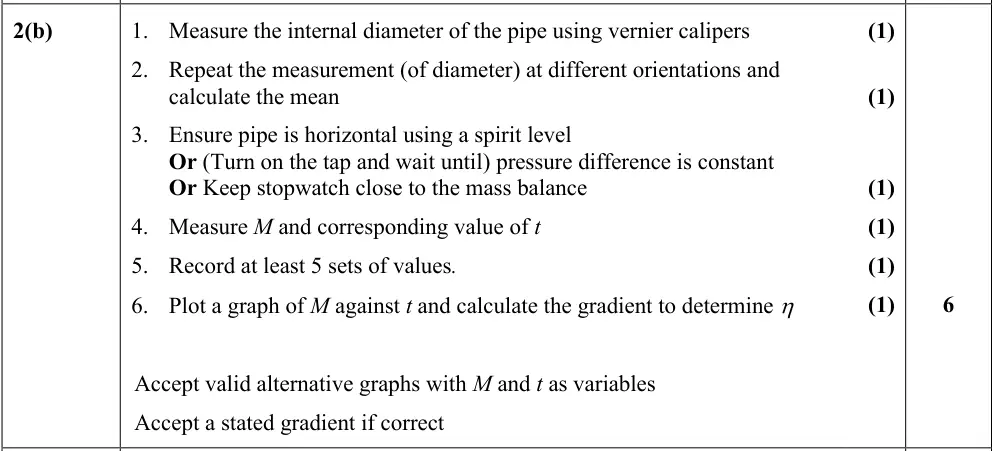 2(b)
1. Measure the internal diameter of the pipe using vernier calipers (1)
2. Repeat the measurement (of diameter) at different orientations and
calculate the mean (1)
3. Ensure pipe is horizontal using a spirit level
Or (Turn on the tap and wait until) pressure difference is constant
Or Keep stopwatch close to the mass balance (1)
4. Measure M and corresponding value of t (1)
5. Record at least 5 sets of values. (1)
6. Plot a graph of M against t and calculate the gradient to determine η (1) 6
Accept valid alternative graphs with M and t as variables
Accept a stated gradient if correct